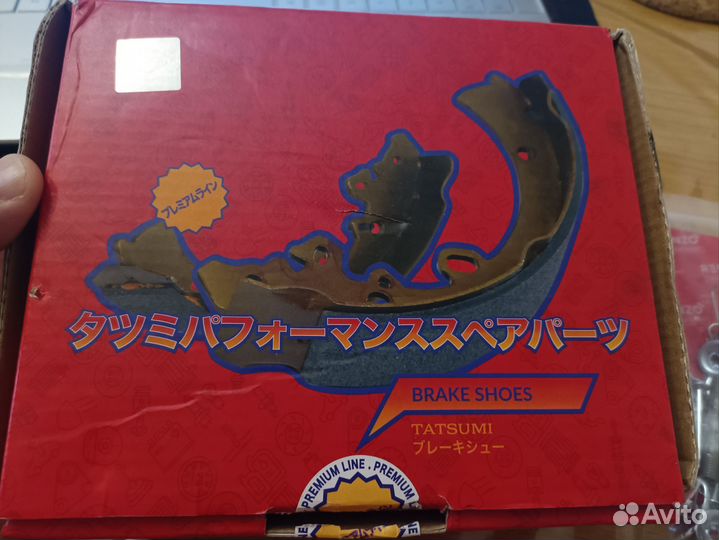 プレミアムライン
タツミパフォーマンススペアパーツ
BRAKE SHOES
TATSUMI
ブレーキシュー
PREMIUM LINE . PREMIUM
Avito